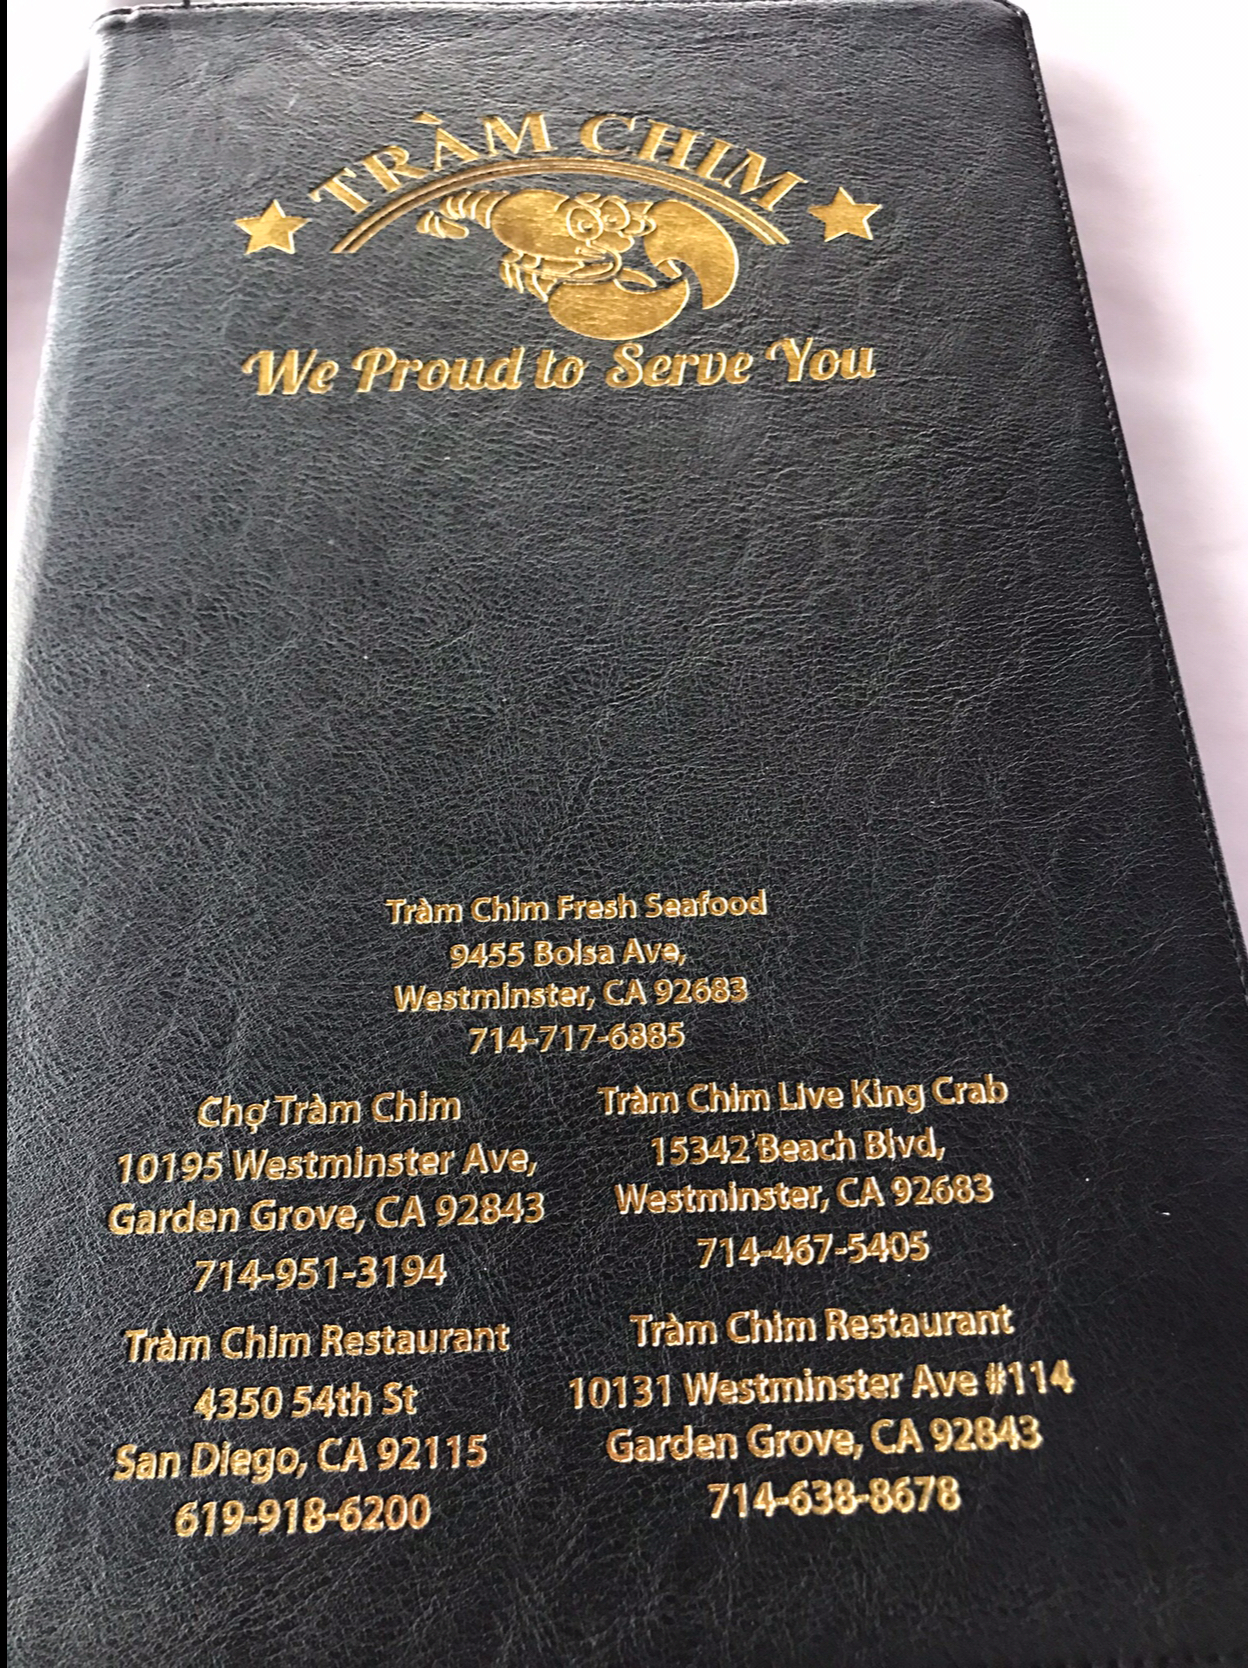 TRÀM CHIM
We Proud to Serve You
Tràm Chim Fresh Seafood
9455 Bolsa Ave,
Westminster, CA 92683
714-717-6885
Chợ Tràm Chim
10195 Westminster Ave,
Garden Grove, CA 92843
714-951-3194
Tràm Chim Live King Crab
15342 Beach Blvd,
Westminster, CA 92683
714-467-5405
Tràm Chim Restaurant
4350 54th St
San Diego, CA 92115
619-918-6200
Tràm Chim Restaurant
10131 Westminster Ave #114
Garden Grove, CA 92843
714-638-8678